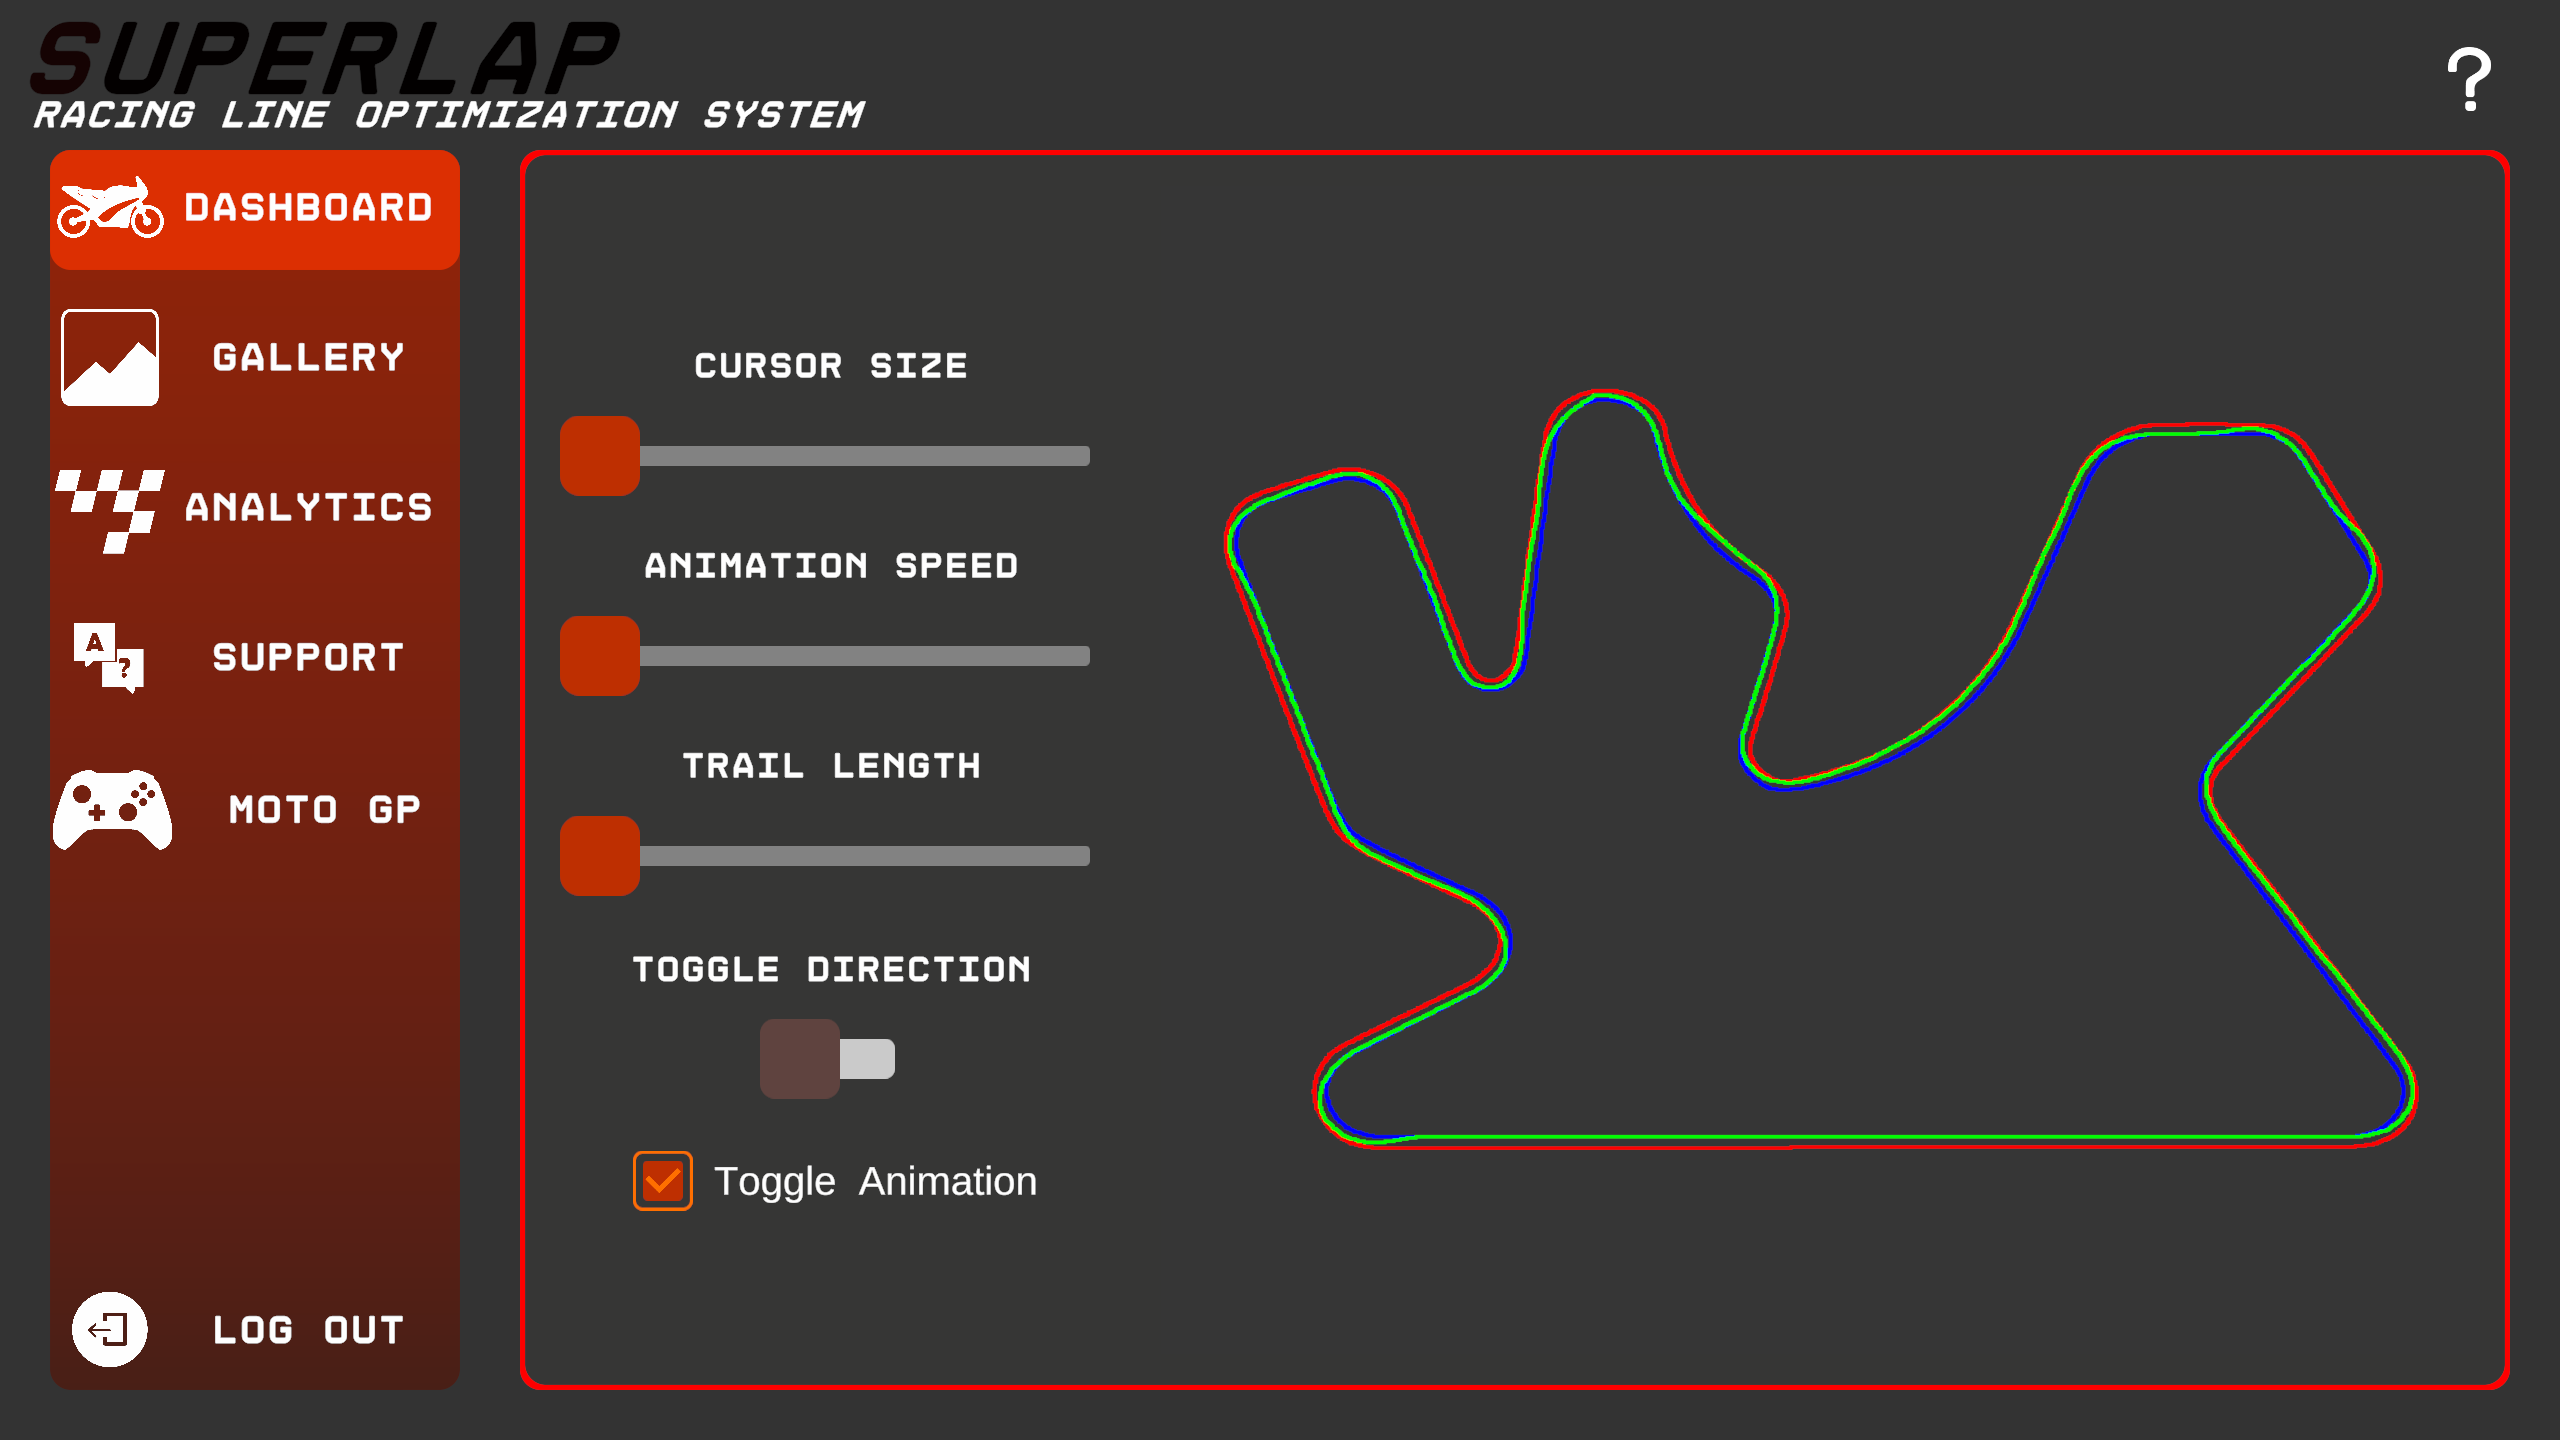 SUPERLAP
RACING LINE OPTIMIZATION SYSTEM
?
DASHBOARD
GALLERY
ANALYTICS
A
?
SUPPORT
MOTO GP
LOG OUT
CURSOR SIZE
ANIMATION SPEED
TRAIL LENGTH
TOGGLE DIRECTION
Toggle Animation